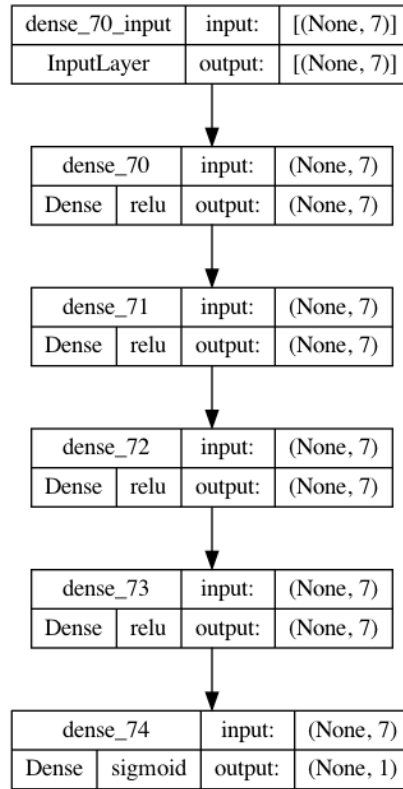 dense_70_input input: [(None, 7)]
InputLayer output: [(None, 7)]
dense_70 input: (None, 7)
Dense relu output: (None, 7)
dense_71 input: (None, 7)
Dense relu output: (None, 7)
dense_72 input: (None, 7)
Dense relu output: (None, 7)
dense_73 input: (None, 7)
Dense relu output: (None, 7)
dense_74 input: (None, 7)
Dense sigmoid output: (None, 1)